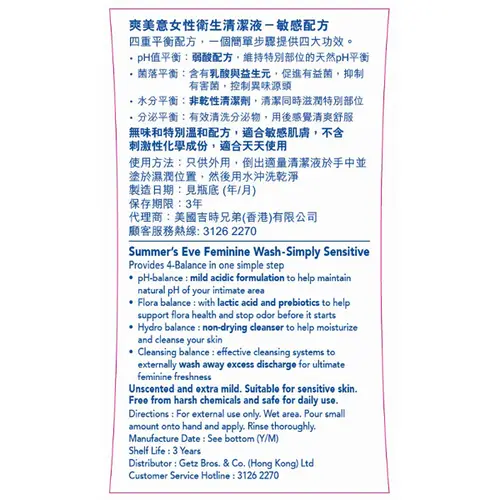 爽美意女性衛生清潔液－敏感配方
四重平衡配方，一個簡單步驟提供四大功效。
• pH值平衡：弱酸配方，維持特別部位的天然pH平衡
• 菌落平衡：含有乳酸與益生元，促進有益菌，抑制
有害菌，控制異味源頭
• 水分平衡：非乾性清潔劑，清潔同時滋潤特別部位
• 分泌平衡：有效清洗分泌物，用後感覺清爽舒服
無味和特別溫和配方，適合敏感肌膚，不含
刺激性化學成份，適合天天使用
使用方法：只供外用，倒出適量清潔液於手中並
塗於濕潤位置，然後用水沖洗乾淨
製造日期：見瓶底 (年/月)
保存期限：3年
代理商：美國吉時兄弟(香港)有限公司
顧客服務熱線: 3126 2270
Summer's Eve Feminine Wash-Simply Sensitive
Provides 4-Balance in one simple step
• pH-balance : mild acidic formulation to help maintain
natural pH of your intimate area
• Flora balance : with lactic acid and prebiotics to help
support flora health and stop odor before it starts
• Hydro balance : non-drying cleanser to help moisturize
and cleanse your skin
• Cleansing balance : effective cleansing systems to
externally wash away excess discharge for ultimate
feminine freshness
Unscented and extra mild. Suitable for sensitive skin.
Free from harsh chemicals and safe for daily use.
Directions : For external use only. Wet area. Pour small
amount onto hand and apply. Rinse thoroughly.
Manufacture Date : See bottom (Y/M)
Shelf Life : 3 Years
Distributor : Getz Bros. & Co. (Hong Kong) Ltd
Customer Service Hotline : 3126 2270